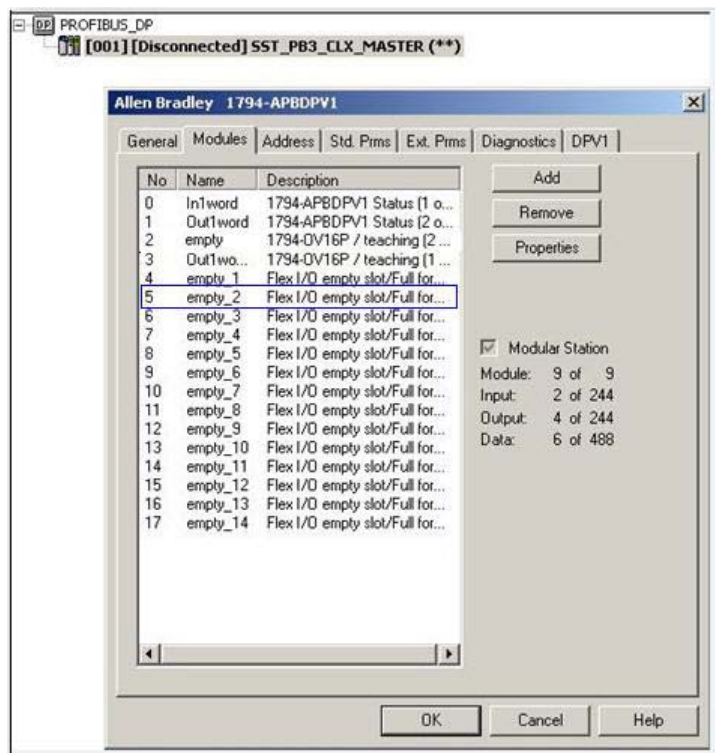 DP PROFIBUS_DP
[001] [Disconnected] SST_PB3_CLX_MASTER (**)
Allen Bradley 1794-APBDPV1
General Modules Address Std. Prms Ext. Prms Diagnostics DPV1
No Name Description
0 In1word 1794-APBDPV1 Status (1 o...
1 Out1word 1794-APBDPV1 Status (2 o...
2 empty 1794-OV16P / teaching (2 ...
3 Out1wo... 1794-OV16P / teaching (1 ...
4 empty_1 Flex I/O empty slot/Full for...
5 empty_2 Flex I/O empty slot/Full for...
6 empty_3 Flex I/O empty slot/Full for...
7 empty_4 Flex I/O empty slot/Full for...
8 empty_5 Flex I/O empty slot/Full for...
9 empty_6 Flex I/O empty slot/Full for...
10 empty_7 Flex I/O empty slot/Full for...
11 empty_8 Flex I/O empty slot/Full for...
12 empty_9 Flex I/O empty slot/Full for...
13 empty_10 Flex I/O empty slot/Full for...
14 empty_11 Flex I/O empty slot/Full for...
15 empty_12 Flex I/O empty slot/Full for...
16 empty_13 Flex I/O empty slot/Full for...
17 empty_14 Flex I/O empty slot/Full for...
Add
Remove
Properties
Modular Station
Module: 9 of 9
Input: 2 of 244
Output: 4 of 244
Data: 6 of 488
OK Cancel Help